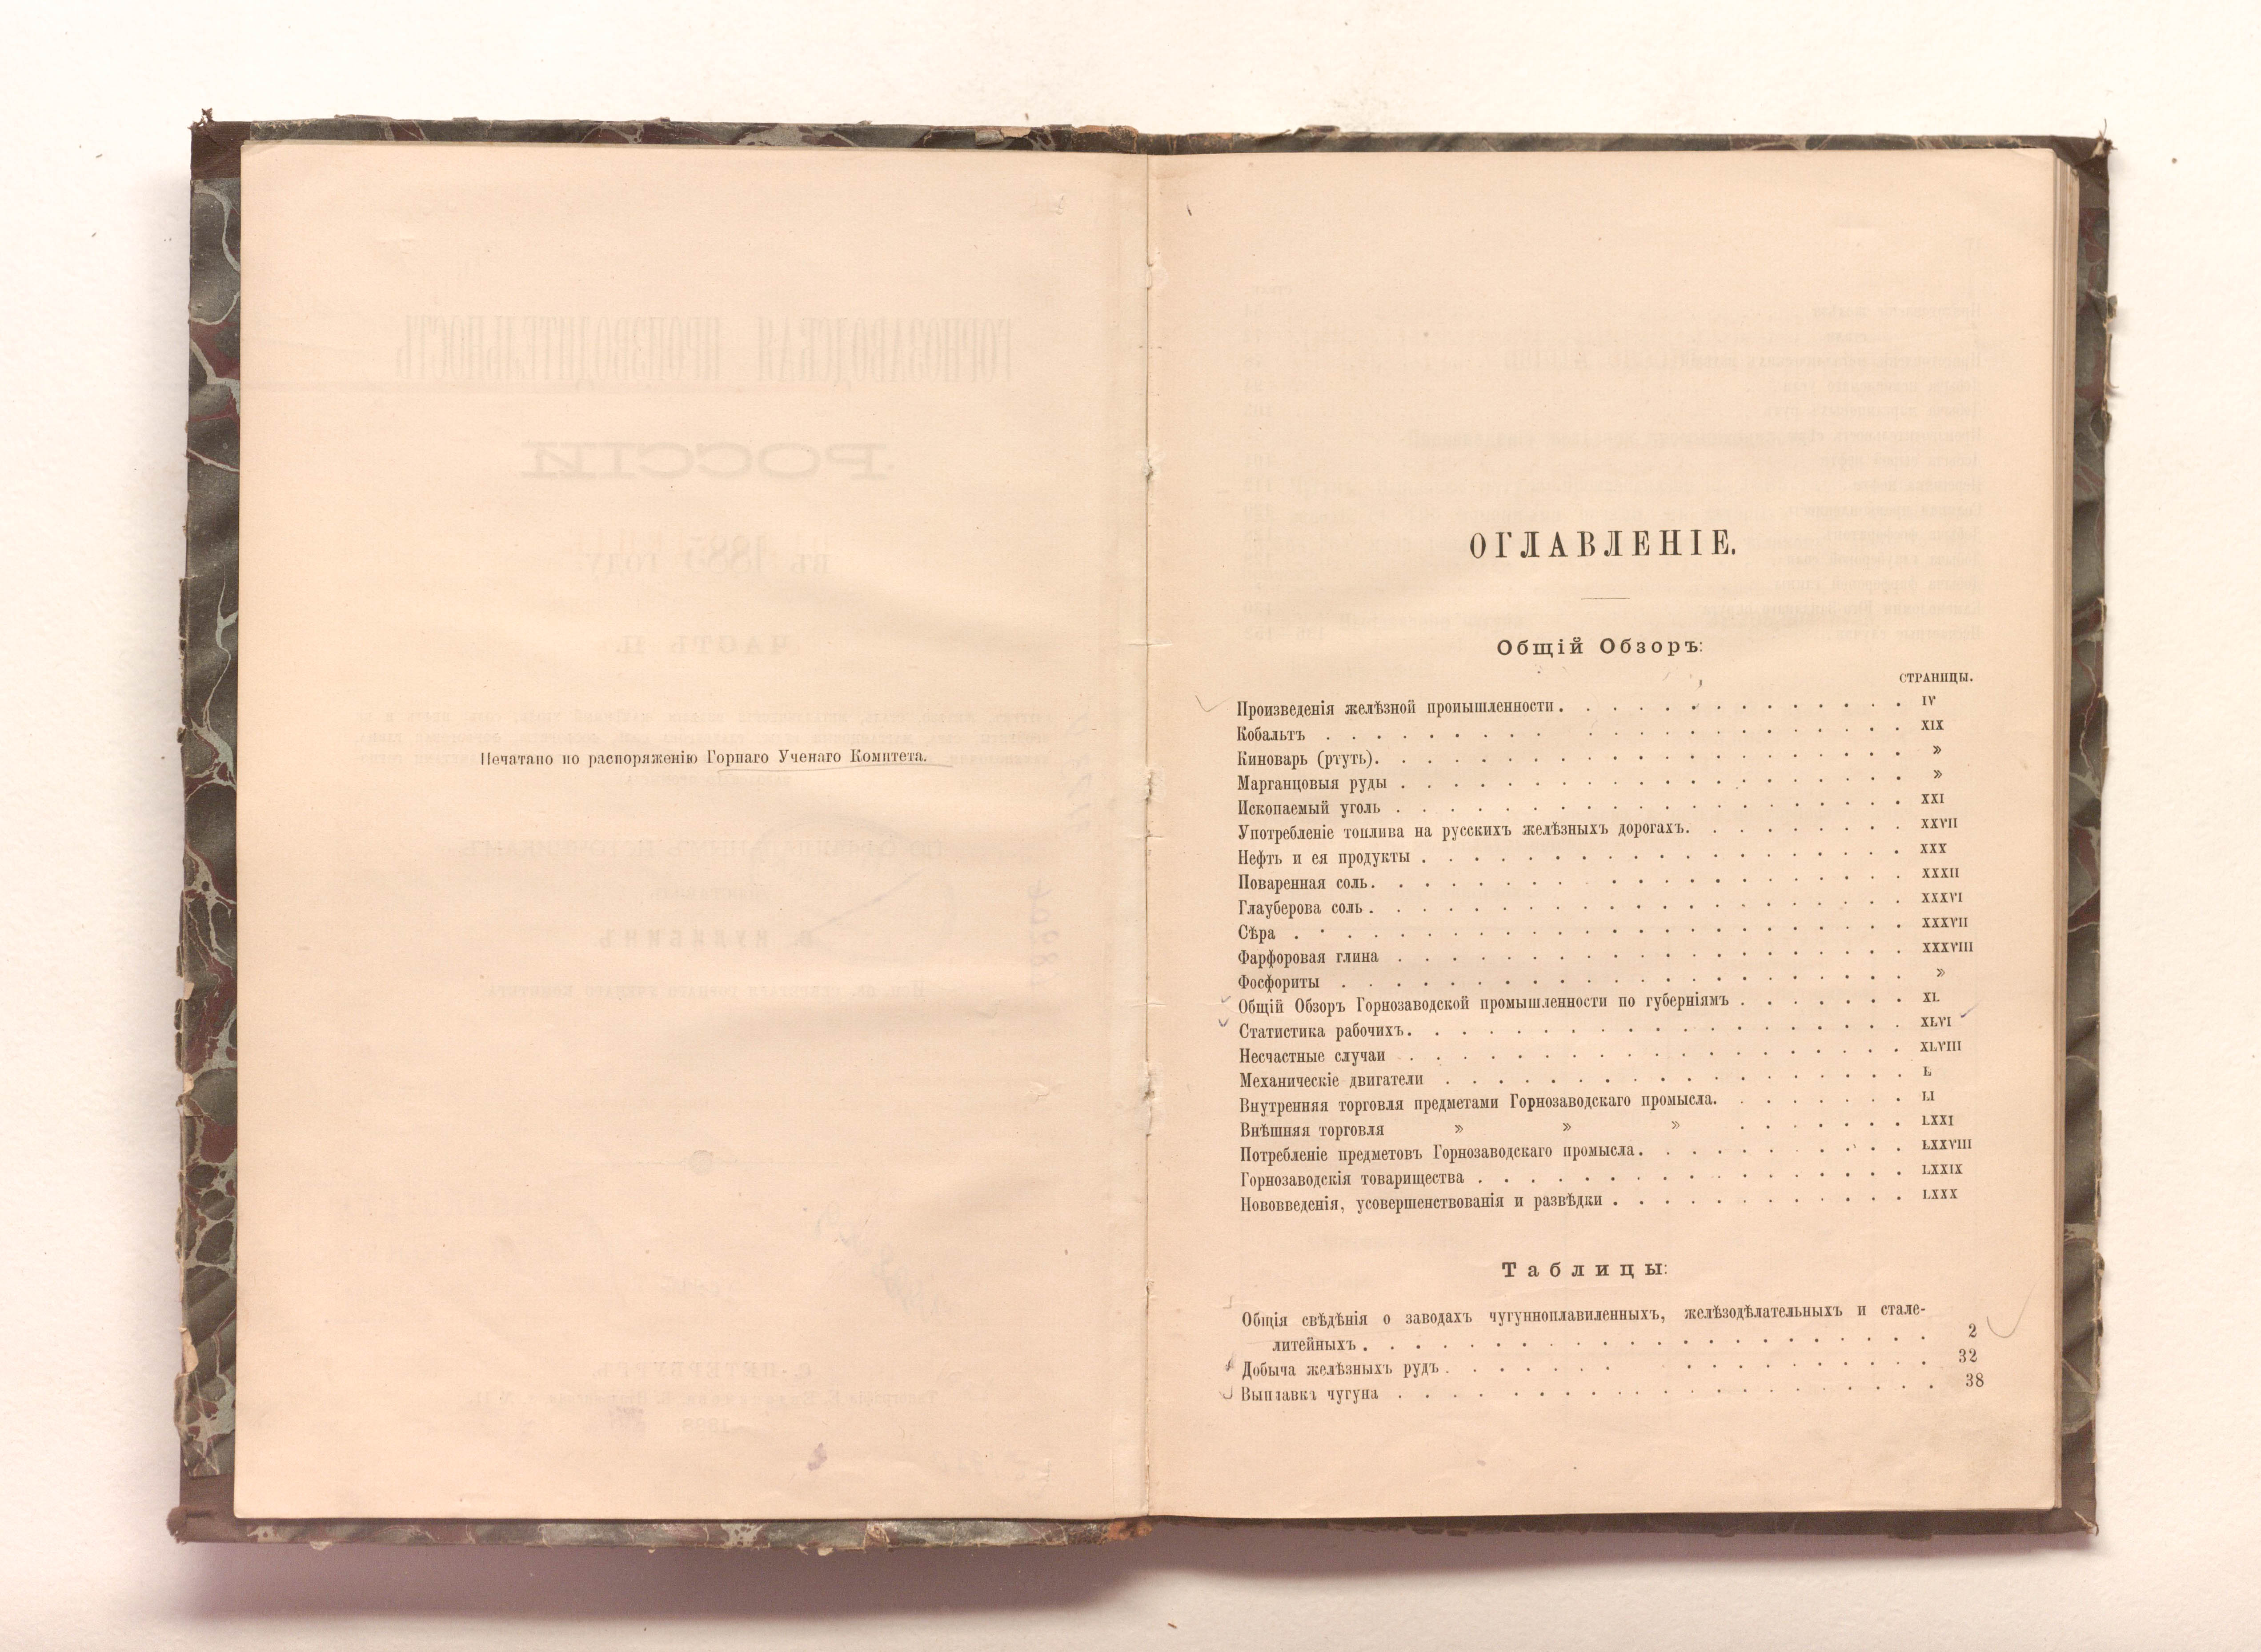 Печатано по распоряженію Горнаго Ученаго Комитета.
ОГЛАВЛЕНІЕ.
Общій Обзоръ:
СТРАНИЦЫ.
Произведенія желѣзной промышленности . . . . . . . . . . . . . . IV
Кобальтъ . . . . . . . . . . . . . . . . . . . . . . XIX
Киноварь (ртуть). . . . . . . . . . . . . . . . . . . . . »
Марганцовыя руды . . . . . . . . . . . . . . . . . . . . »
Ископаемый уголь . . . . . . . . . . . . . . . . . . . . XXI
Употребленіе топлива на русскихъ желѣзныхъ дорогахъ. . . . . . . . . XXVII
Нефть и ея продукты . . . . . . . . . . . . . . . . . . . XXX
Поваренная соль. . . . . . . . . . . . . . . . . . . . . XXXII
Глауберова соль . . . . . . . . . . . . . . . . . . . . . XXXVI
Сѣра . . . . . . . . . . . . . . . . . . . . . . . . XXXVII
Фарфоровая глина . . . . . . . . . . . . . . . . . . . . XXXVIII
Фосфориты . . . . . . . . . . . . . . . . . . . . . . »
Общій Обзоръ Горнозаводской промышленности по губерніямъ . . . . . . . XL
Статистика рабочихъ. . . . . . . . . . . . . . . . . . . . XLVI
Несчастные случаи . . . . . . . . . . . . . . . . . . . XLVIII
Механическіе двигатели . . . . . . . . . . . . . . . . . . L
Внутренняя торговля предметами Горнозаводскаго промысла. . . . . . . . LI
Внѣшняя торговля » » » . . . . . . . LXXI
Потребленіе предметовъ Горнозаводскаго промысла . . . . . . . . . . . LXXVIII
Горнозаводскія товарищества . . . . . . . . . . . . . . . . . LXXIX
Нововведенія, усовершенствованія и развѣдки . . . . . . . . . . . . LXXX
Таблицы:
Общія свѣдѣнія о заводахъ чугунноплавиленныхъ, желѣзодѣлательныхъ и стале-
литейныхъ . . . . . . . . . . . . . . . . . . . . . . 2
Добыча желѣзныхъ рудъ . . . . . . . . . . . . . . . . . . 32
Выплавка чугуна . . . . . . . . . . . . . . . . . . . . . 38